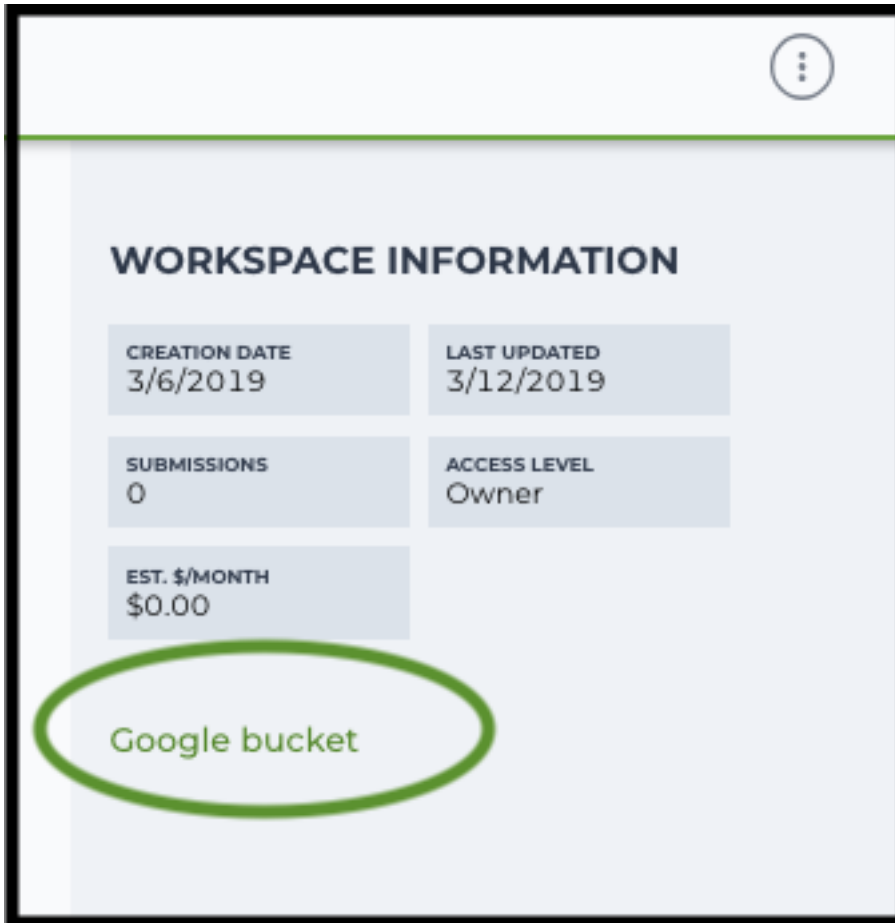 WORKSPACE INFORMATION
CREATION DATE
3/6/2019
LAST UPDATED
3/12/2019
SUBMISSIONS
0
ACCESS LEVEL
Owner
EST. $/MONTH
$0.00
Google bucket